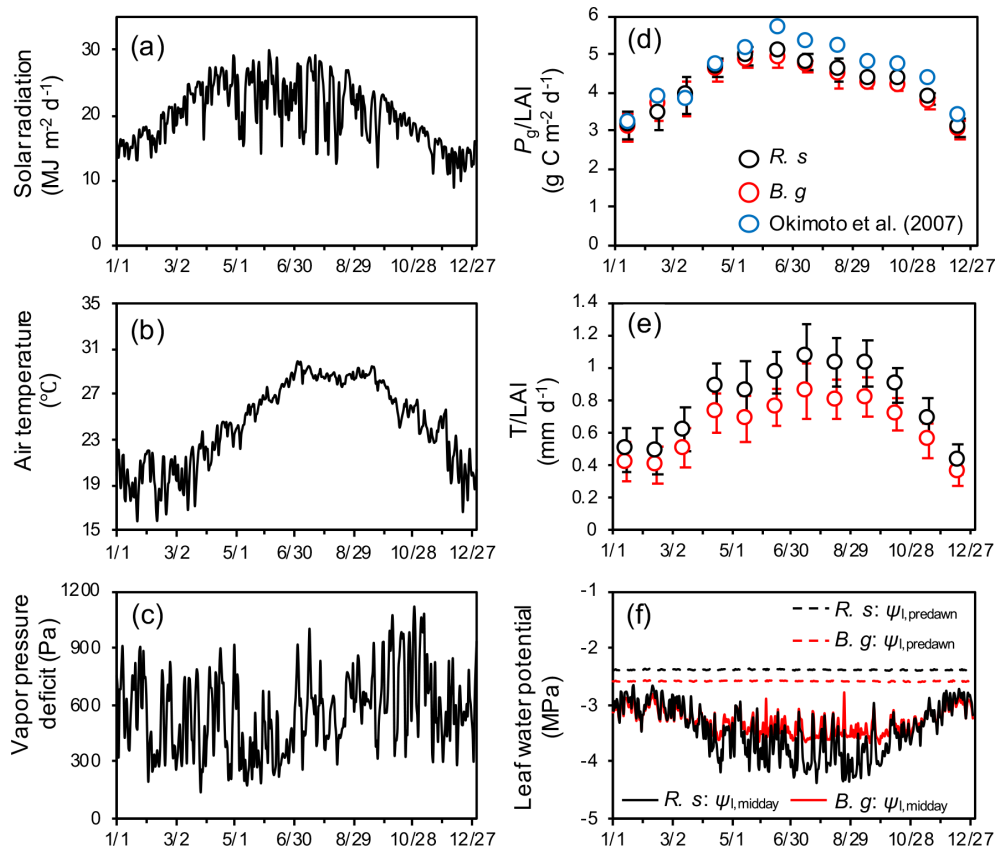 (a)
Solar radiation
(MJ m-2 d-1)
40
30
20
10
0
1/1 3/2 5/1 6/30 8/29 10/28 12/27
(b)
Air temperature
(°C)
35
31
27
23
19
15
1/1 3/2 5/1 6/30 8/29 10/28 12/27
(c)
Vapor pressure
deficit (Pa)
1200
900
600
300
0
1/1 3/2 5/1 6/30 8/29 10/28 12/27
(d)
Pg/LAI
(g C m-2 d-1)
6
5
4
3
2
1
0
R. s
B. g
Okimoto et al. (2007)
1/1 3/2 5/1 6/30 8/29 10/28 12/27
(e)
T/LAI
(mm d-1)
1.4
1.2
1
0.8
0.6
0.4
0.2
0
1/1 3/2 5/1 6/30 8/29 10/28 12/27
(f)
Leaf water potential
(MPa)
-1
-2
-3
-4
-5
R. s: ψl,predawn
B. g: ψl,predawn
R. s: ψl,midday B. g: ψl,midday
1/1 3/2 5/1 6/30 8/29 10/28 12/27